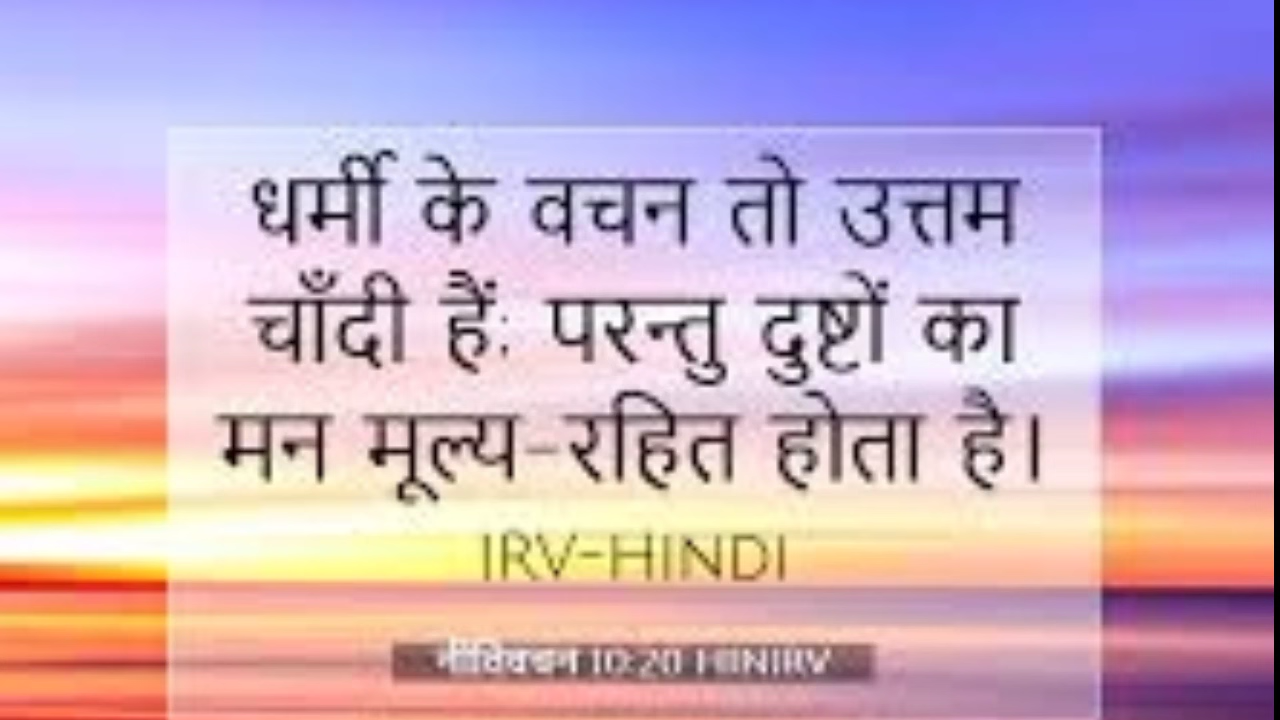 धर्मी के वचन तो उत्तम
चाँदी हैं; परन्तु दुष्टों का
मन मूल्य-रहित होता है।
IRV-HINDI
नीतिवचन 10:20 HINIRV